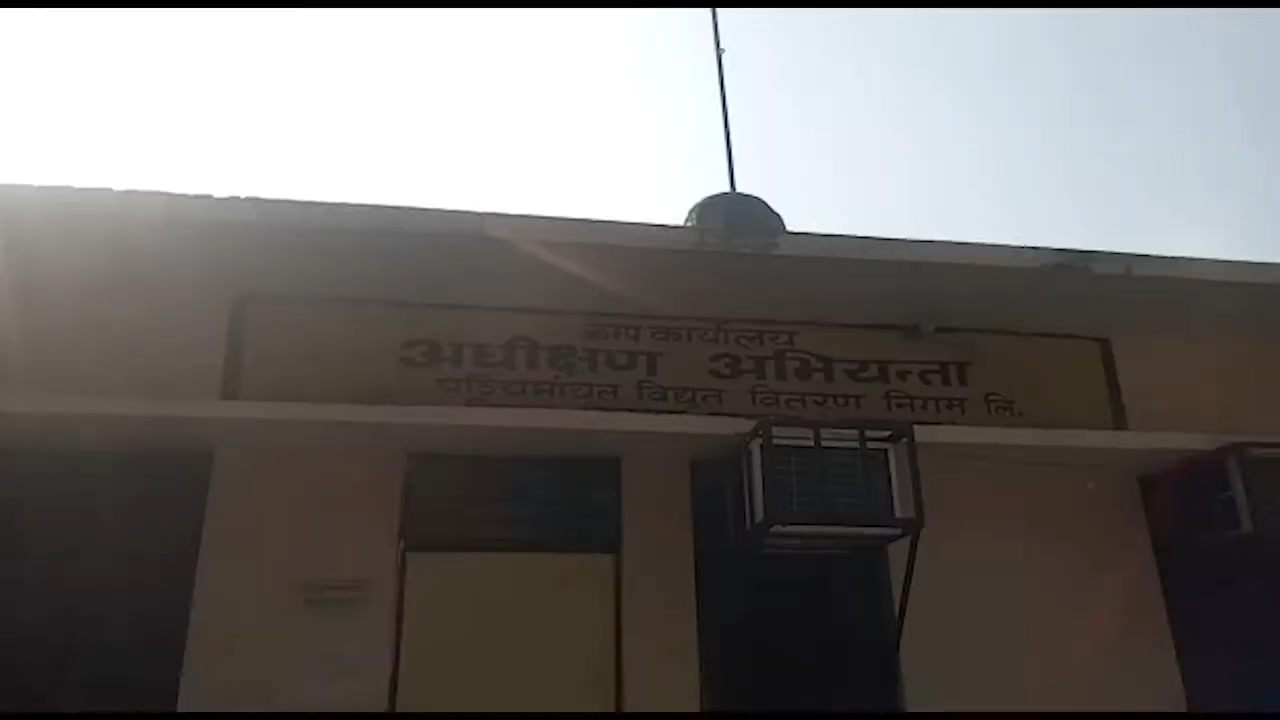 कैम्प कार्यालय
अधीक्षण अभियन्ता
पश्चिमांचल विद्युत वितरण निगम लि.